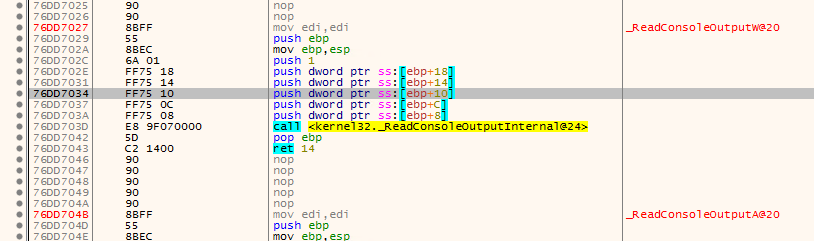 76DD7025 90 nop
76DD7026 90 nop
76DD7027 8BFF mov edi,edi _ReadConsoleOutputW@20
76DD7029 55 push ebp
76DD702A 8BEC mov ebp,esp
76DD702C 6A 01 push 1
76DD702E FF75 18 push dword ptr ss:[ebp+18]
76DD7031 FF75 14 push dword ptr ss:[ebp+14]
76DD7034 FF75 10 push dword ptr ss:[ebp+10]
76DD7037 FF75 0C push dword ptr ss:[ebp+C]
76DD703A FF75 08 push dword ptr ss:[ebp+8]
76DD703D E8 9F070000 call <kernel32._ReadConsoleOutputInternal@24>
76DD7042 5D pop ebp
76DD7043 C2 1400 ret 14
76DD7046 90 nop
76DD7047 90 nop
76DD7048 90 nop
76DD7049 90 nop
76DD704A 90 nop
76DD704B 8BFF mov edi,edi _ReadConsoleOutputA@20
76DD704D 55 push ebp
76DD704E 8BEC mov ebp,esp